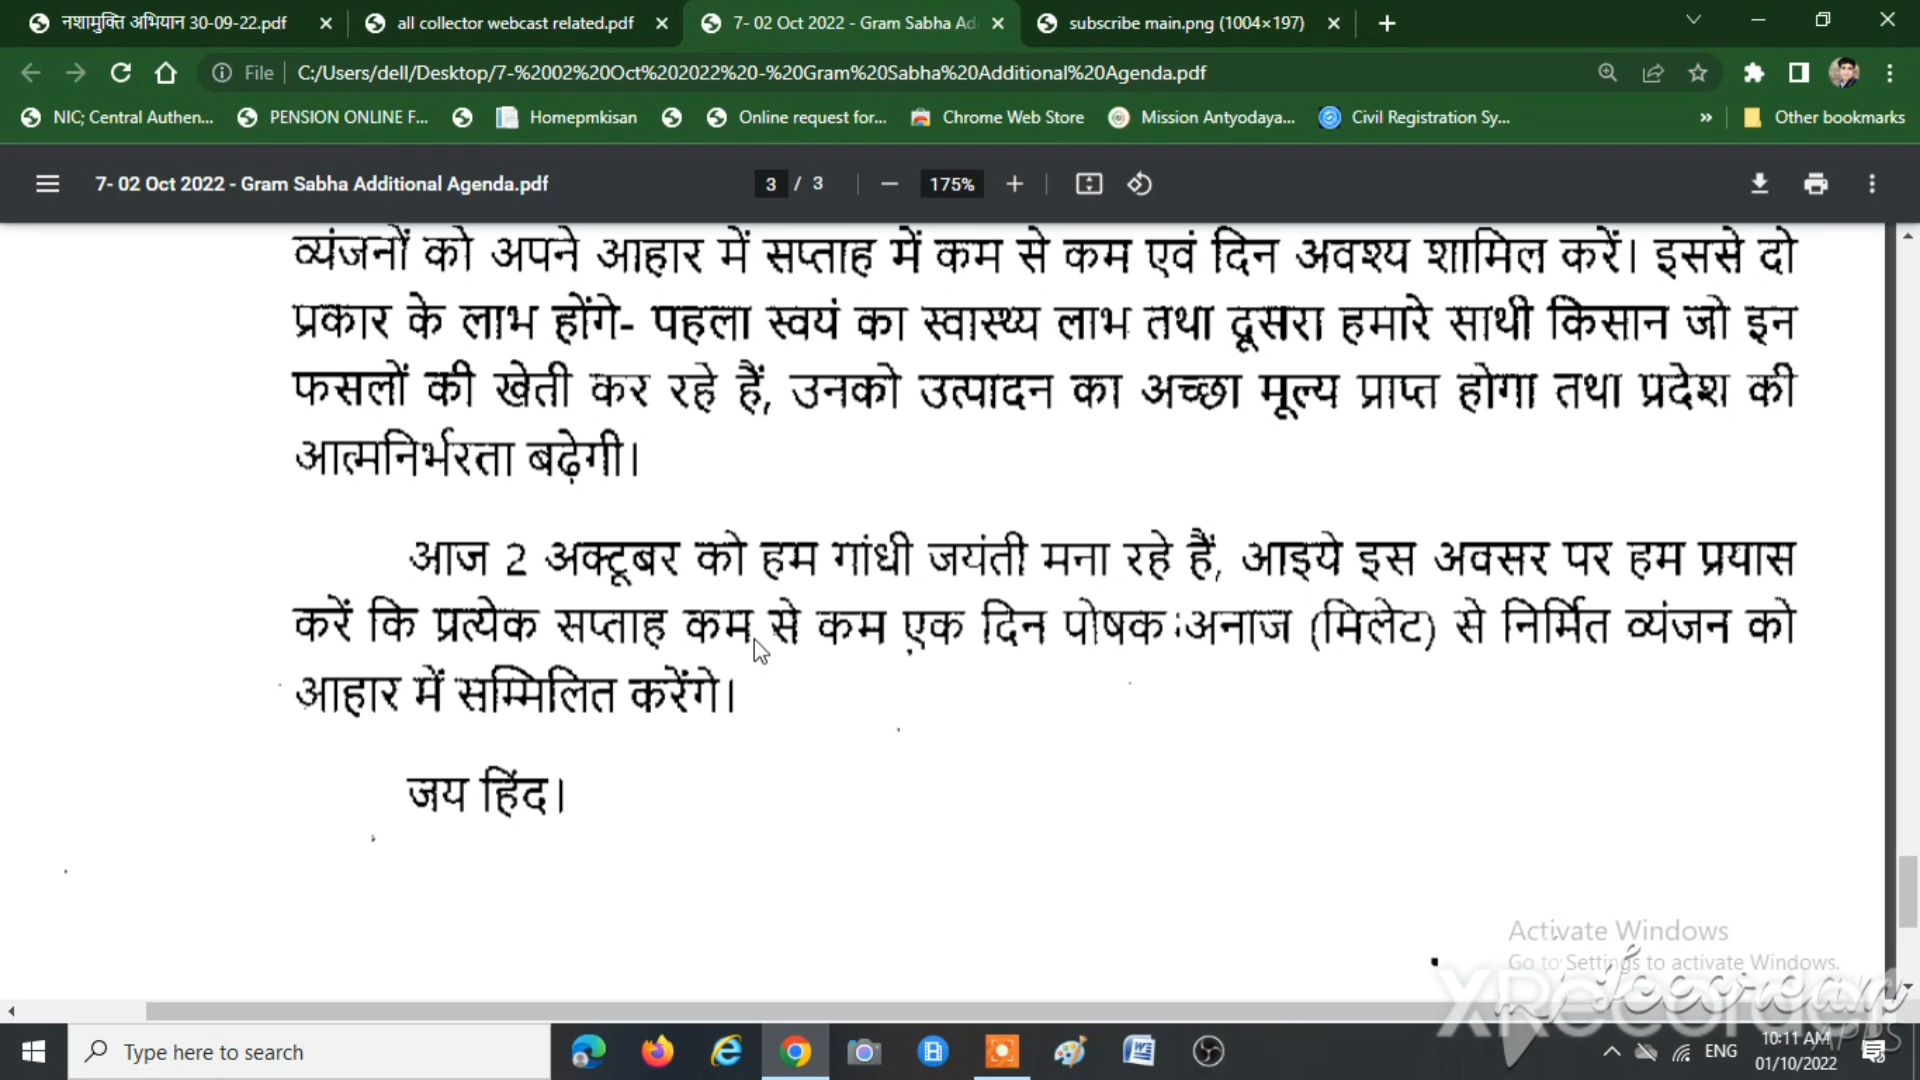 नशामुक्ति अभियान 30-09-22.pdf
all collector webcast related.pdf
7- 02 Oct 2022 - Gram Sabha Ad
subscribe main.png (1004×197)
File
C:/Users/dell/Desktop/7-%2002%20Oct%202022%20-%20Gram%20Sabha%20Additional%20Agenda.pdf
NIC; Central Authen...
PENSION ONLINE F...
Homepmkisan
Online request for...
Chrome Web Store
Mission Antyodaya...
Civil Registration Sy...
»
Other bookmarks
7- 02 Oct 2022 - Gram Sabha Additional Agenda.pdf
3 / 3
175%
व्यंजनों को अपने आहार में सप्ताह में कम से कम एवं दिन अवश्य शामिल करें। इससे दो
प्रकार के लाभ होंगे- पहला स्वयं का स्वास्थ्य लाभ तथा दूसरा हमारे साथी किसान जो इन
फसलों की खेती कर रहे हैं, उनको उत्पादन का अच्छा मूल्य प्राप्त होगा तथा प्रदेश की
आत्मनिर्भरता बढ़ेगी।
आज 2 अक्टूबर को हम गांधी जयंती मना रहे हैं, आइये इस अवसर पर हम प्रयास
करें कि प्रत्येक सप्ताह कम से कम एक दिन पोषक अनाज (मिलेट) से निर्मित व्यंजन को
आहार में सम्मिलित करेंगे।
जय हिंद।
Activate Windows
Go to Settings to activate Windows.
XRecorder
Type here to search
ENG
10:11 AM
01/10/2022